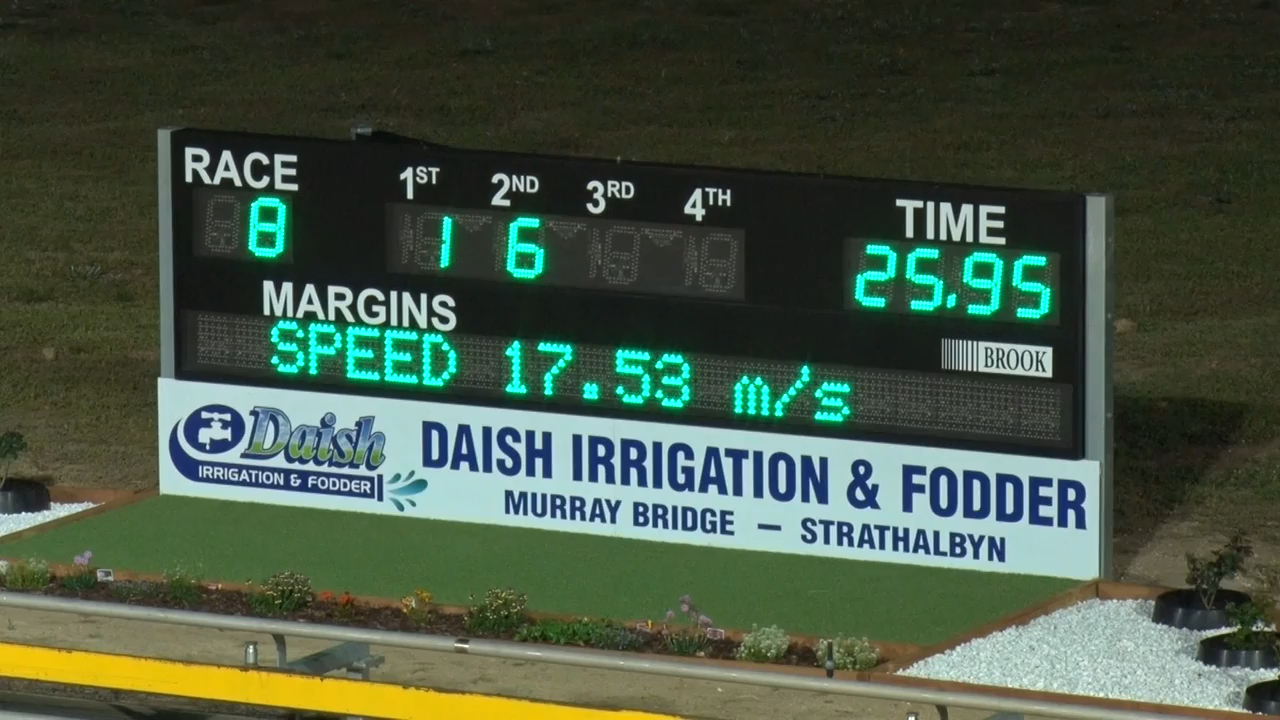 RACE 1ST 2ND 3RD 4TH TIME
8 1 6 25.95
MARGINS
BROOK
SPEED 17.53 m/s
Daish
IRRIGATION & FODDER
DAISH IRRIGATION & FODDER
MURRAY BRIDGE — STRATHALBYN